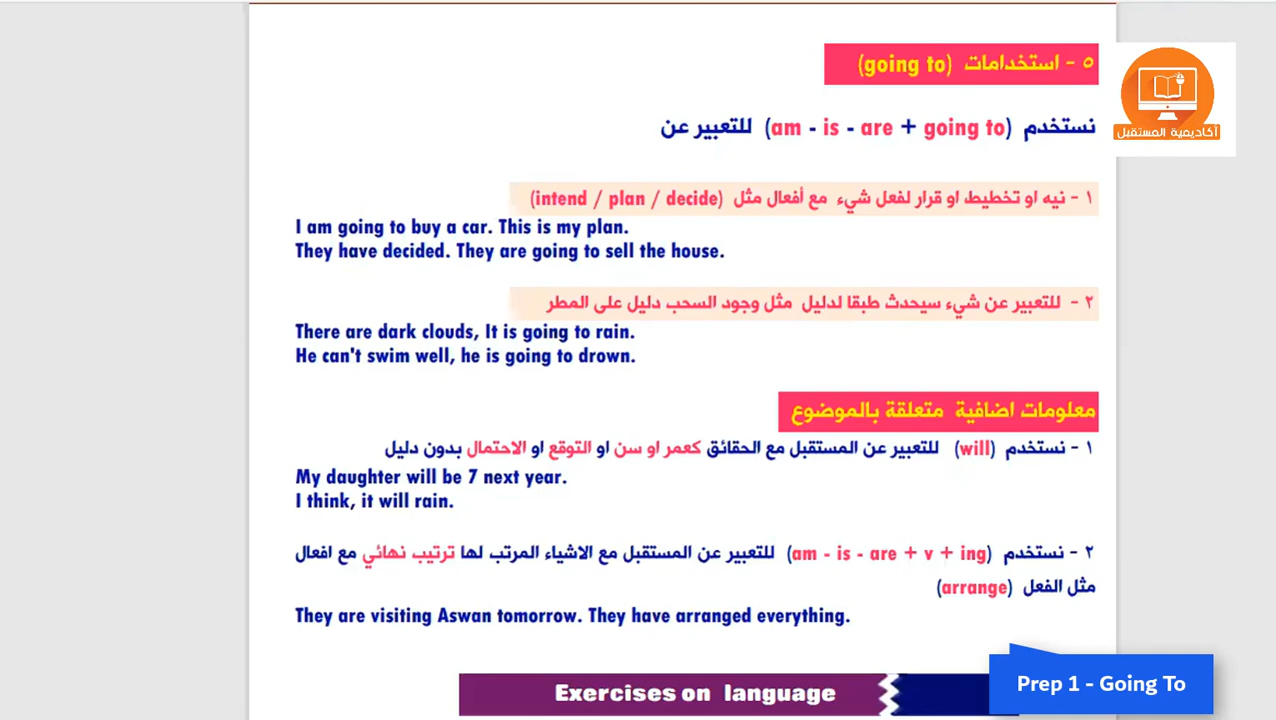 ٥ - استخدامات (going to)
أكاديمية المستقبل
نستخدم (am - is - are + going to) للتعبير عن
١ - نيه او تخطيط او قرار لفعل شيء مع أفعال مثل (intend / plan / decide)
I am going to buy a car. This is my plan.
They have decided. They are going to sell the house.
٢ - للتعبير عن شيء سيحدث طبقا لدليل مثل وجود السحب دليل على المطر
There are dark clouds, It is going to rain.
He can't swim well, he is going to drown.
معلومات اضافية متعلقة بالموضوع
١ - نستخدم (will) للتعبير عن المستقبل مع الحقائق كعمر او سن او التوقع او الاحتمال بدون دليل
My daughter will be 7 next year.
I think, it will rain.
٢ - نستخدم (am - is - are + v + ing) للتعبير عن المستقبل مع الاشياء المرتب لها ترتيب نهائي مع افعال
مثل الفعل (arrange)
They are visiting Aswan tomorrow. They have arranged everything.
Exercises on language
Prep 1 - Going To